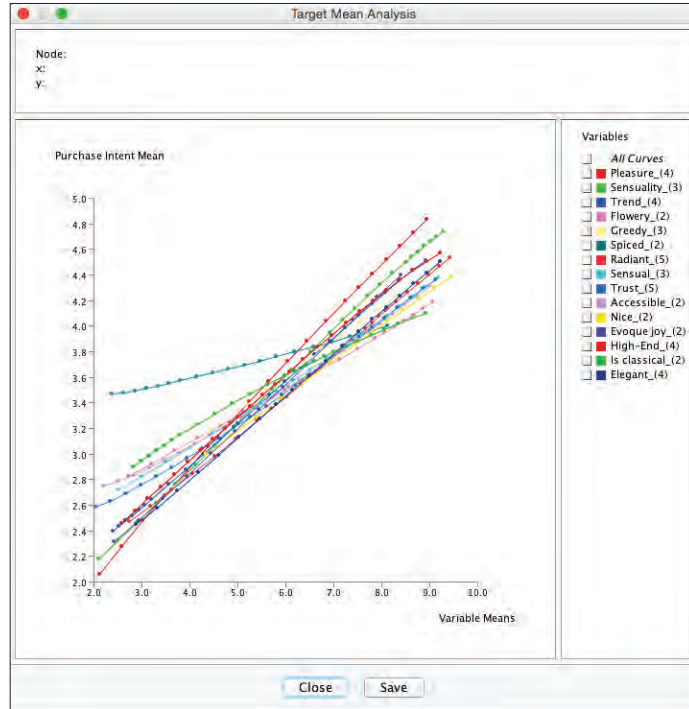 Target Mean Analysis
Node:
x:
y:
Purchase Intent Mean
5.0
4.8
4.6
4.4
4.2
4.0
3.8
3.6
3.4
3.2
3.0
2.8
2.6
2.4
2.2
2.0
2.0 3.0 4.0 5.0 6.0 7.0 8.0 9.0 10.0
Variable Means
Variables
All Curves
Pleasure_(4)
Sensuality_(3)
Trend_(4)
Flowery_(2)
Greedy_(3)
Spiced_(2)
Radiant_(5)
Sensual_(3)
Trust_(5)
Accessible_(2)
Nice_(2)
Evoque joy_(2)
High-End_(4)
Is classical_(2)
Elegant_(4)
Close Save